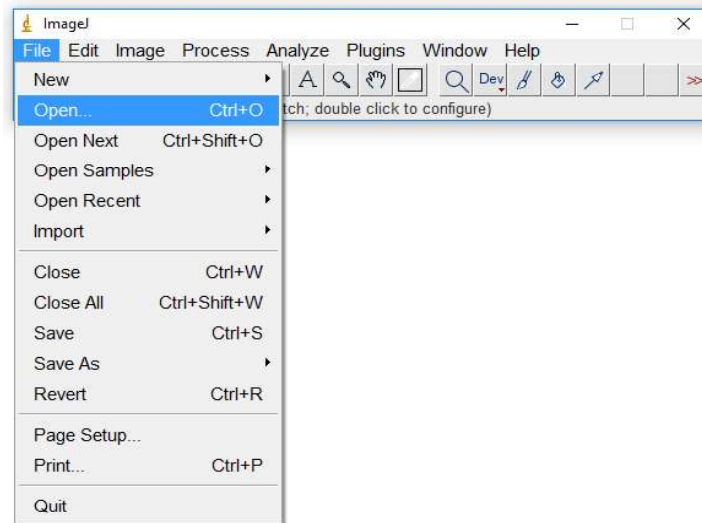 ImageJ
File Edit Image Process Analyze Plugins Window Help
New
A Dev >>
Open... Ctrl+O
tch; double click to configure)
Open Next Ctrl+Shift+O
Open Samples
Open Recent
Import
Close Ctrl+W
Close All Ctrl+Shift+W
Save Ctrl+S
Save As
Revert Ctrl+R
Page Setup...
Print... Ctrl+P
Quit